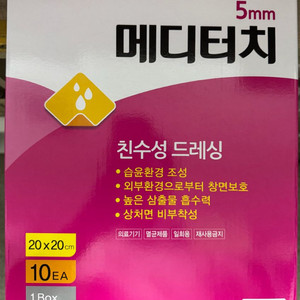 5mm
메디터치
친수성 드레싱
• 습윤환경 조성
• 외부환경으로부터 창면보호
• 높은 삼출물 흡수력
• 상처면 비부착성
의료기기 멸균제품 일회용 재사용금지
20x20cm
10EA
1Box